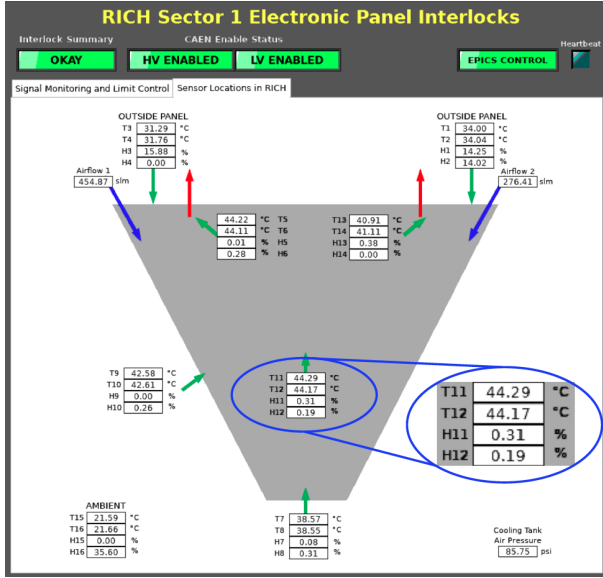 RICH Sector 1 Electronic Panel Interlocks
Interlock Summary
CAEN Enable Status
Heartbeat
OKAY
HV ENABLED
LV ENABLED
EPICS CONTROL
Signal Monitoring and Limit Control
Sensor Locations in RICH
OUTSIDE PANEL
T3 31.29 °C
T4 31.76 °C
H3 15.88 %
H4 0.00 %
OUTSIDE PANEL
T1 34.00 °C
T2 34.04 °C
H1 14.25 %
H2 14.02 %
Airflow 1
454.87 slm
Airflow 2
276.41 slm
44.22 °C T5
44.11 °C T6
0.01 % H5
0.28 % H6
T13 40.91 °C
T14 41.11 °C
H13 0.38 %
H14 0.00 %
T9 42.58 °C
T10 42.61 °C
H9 0.00 %
H10 0.26 %
T11 44.29 °C
T12 44.17 °C
H11 0.31 %
H12 0.19 %
T11 44.29 °C
T12 44.17 °C
H11 0.31 %
H12 0.19 %
AMBIENT
T15 21.59 °C
T16 21.66 °C
H15 0.00 %
H16 35.60 %
T7 38.57 °C
T8 38.55 °C
H7 0.08 %
H8 0.31 %
Cooling Tank
Air Pressure
85.75 psi